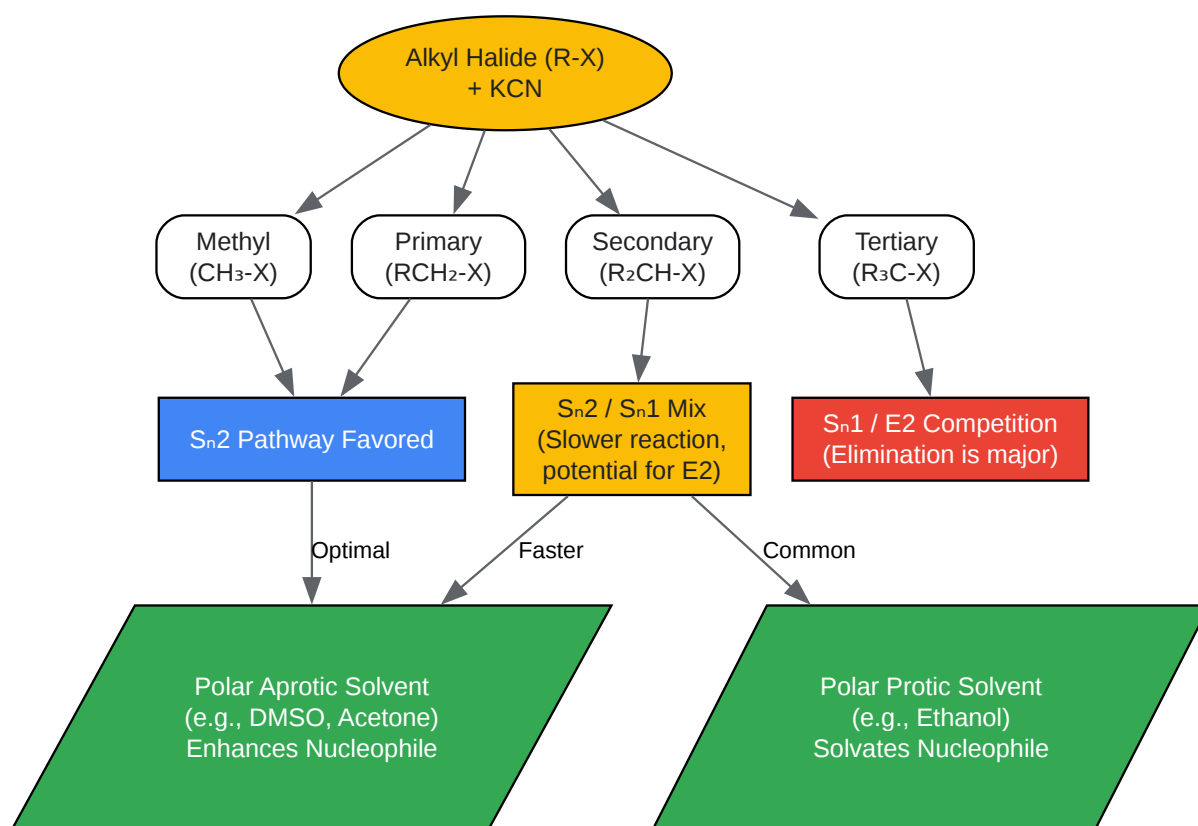 Alkyl Halide (R-X)
+ KCN
Methyl
(CH₃-X)
Primary
(RCH₂-X)
Secondary
(R₂CH-X)
Tertiary
(R₃C-X)
Sₙ2 Pathway Favored
Sₙ2 / Sₙ1 Mix
(Slower reaction,
potential for E2)
Sₙ1 / E2 Competition
(Elimination is major)
Optimal
Faster
Common
Polar Aprotic Solvent
(e.g., DMSO, Acetone)
Enhances Nucleophile
Polar Protic Solvent
(e.g., Ethanol)
Solvates Nucleophile